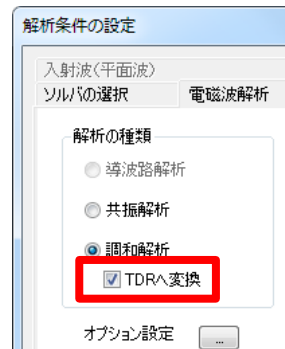 解析条件の設定
入射波(平面波)
ソルバの選択 電磁波解析
解析の種類
導波路解析
共振解析
調和解析
TDRへ変換
オプション設定 ...